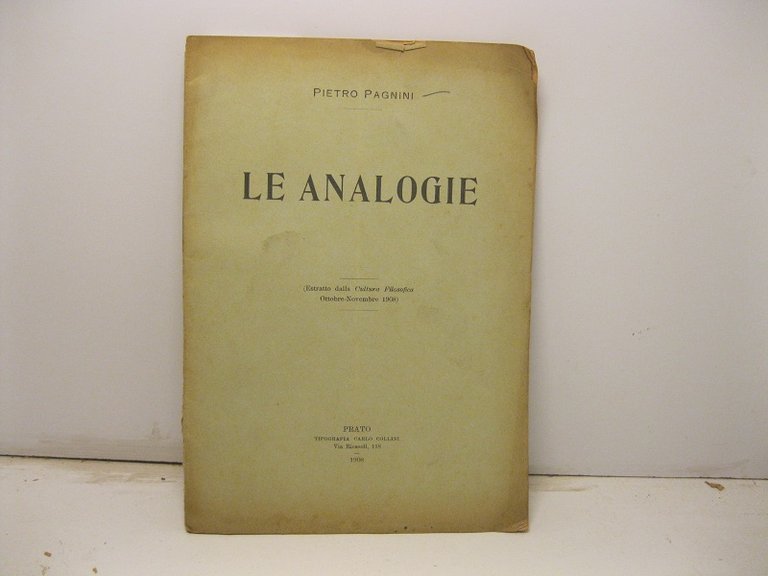 PIETRO PAGNINI
LE ANALOGIE
(Estratto dalla Cultura Filosofica
Ottobre-Novembre 1908)
PRATO
TIPOGRAFIA CARLO COLLINI
Via Ricasoli, 118
1908